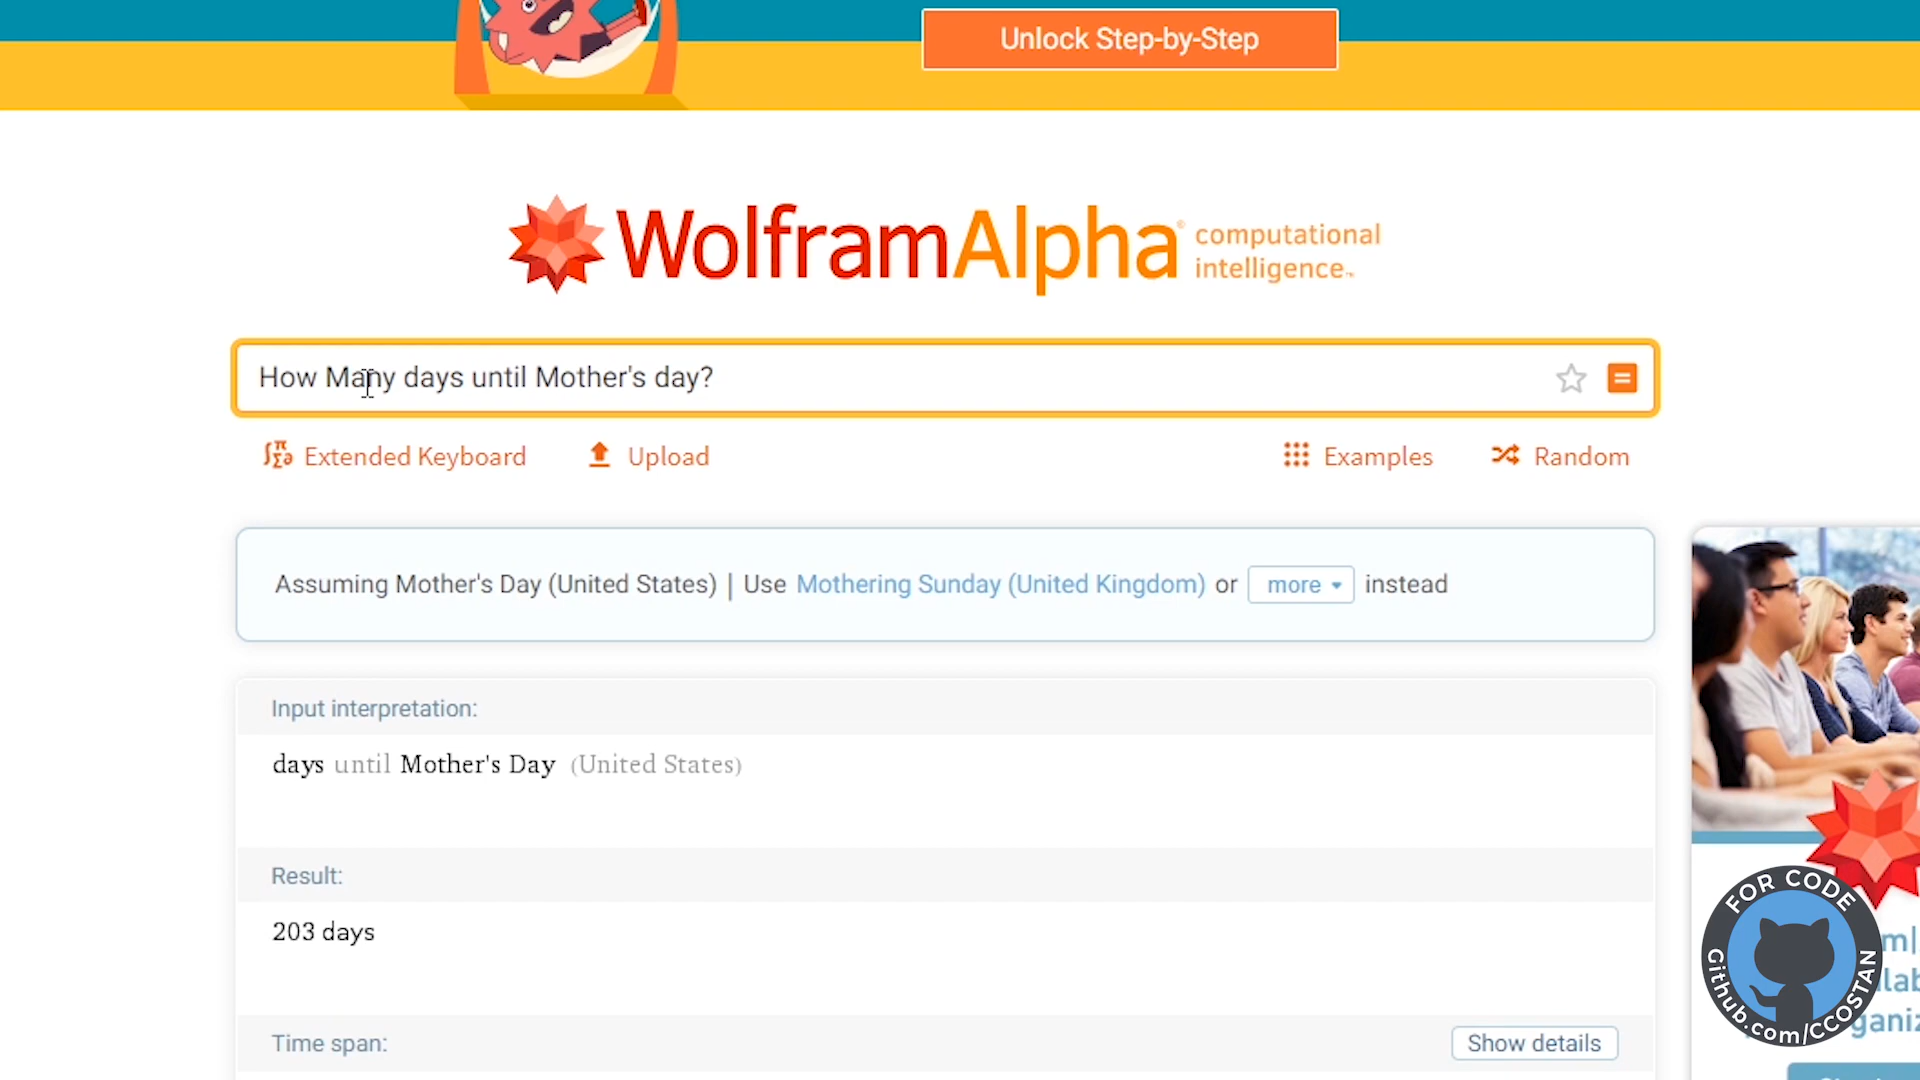 Unlock Step-by-Step
WolframAlpha computational
intelligence™
How Many days until Mother's day?
Extended Keyboard Upload Examples Random
Assuming Mother's Day (United States) | Use Mothering Sunday (United Kingdom) or more instead
Input interpretation:
days until Mother's Day (United States)
Result:
203 days
Time span: Show details
FOR CODE
Github.com/CCOSTAN